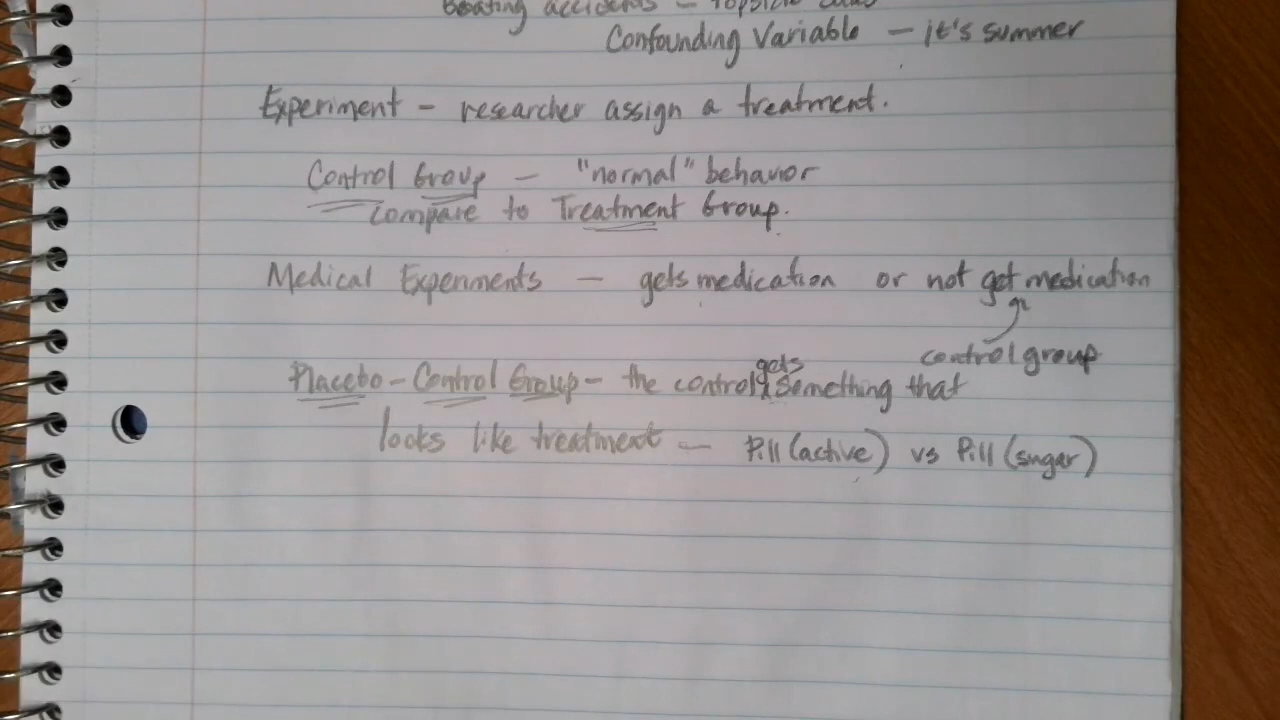 Boating accidents –
Confounding Variable – it's summer
Experiment – researcher assign a treatment.
Control Group – "normal" behavior
compare to Treatment Group.
Medical Experiments – gets medication or not get medication
control group
gets
Placebo – Control Group – the control something that
looks like treatment – Pill (active) vs Pill (sugar)